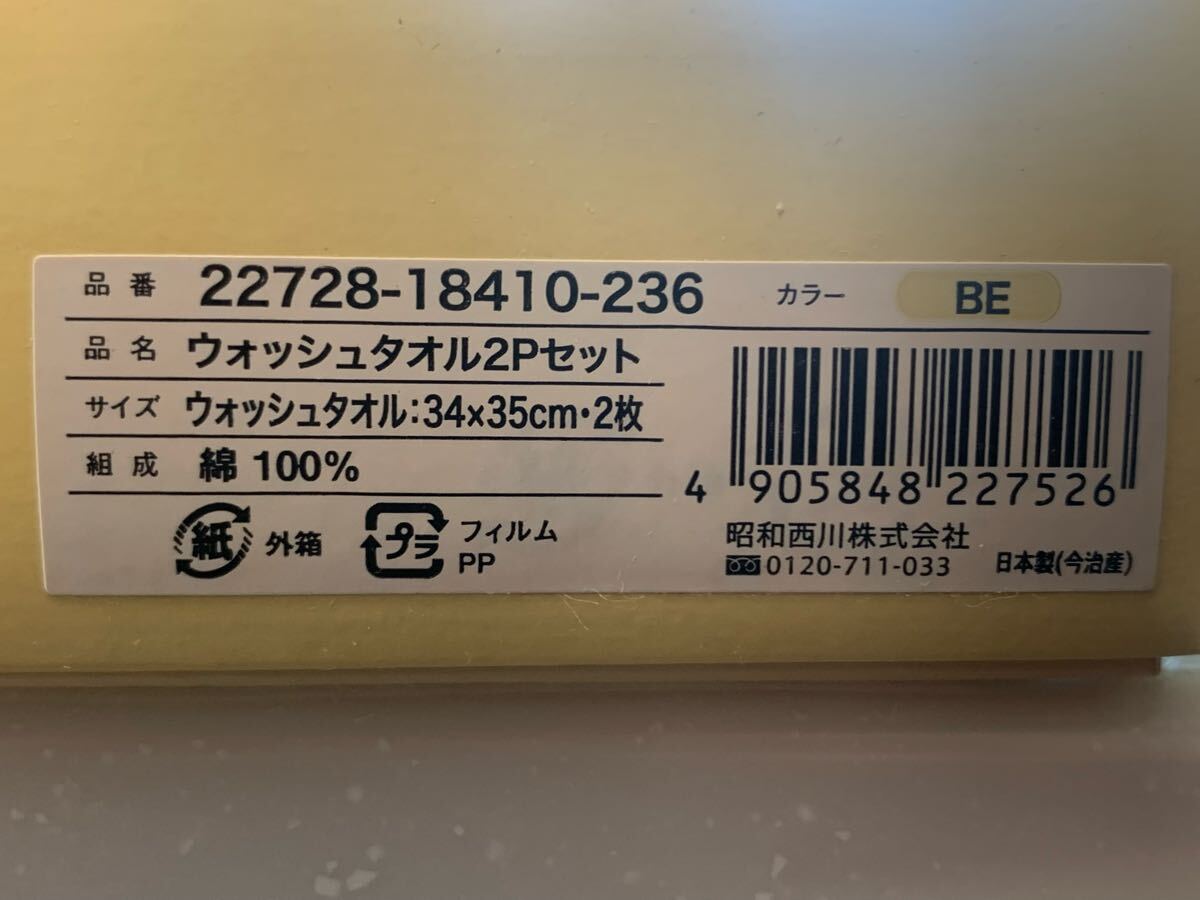 品番 22728-18410-236 カラー BE
品名 ウォッシュタオル2Pセット
サイズ ウォッシュタオル:34×35cm・2枚
組成 綿 100%
4 905848 227526
紙 外箱 プラ フィルム PP
昭和西川株式会社
0120-711-033 日本製(今治産)